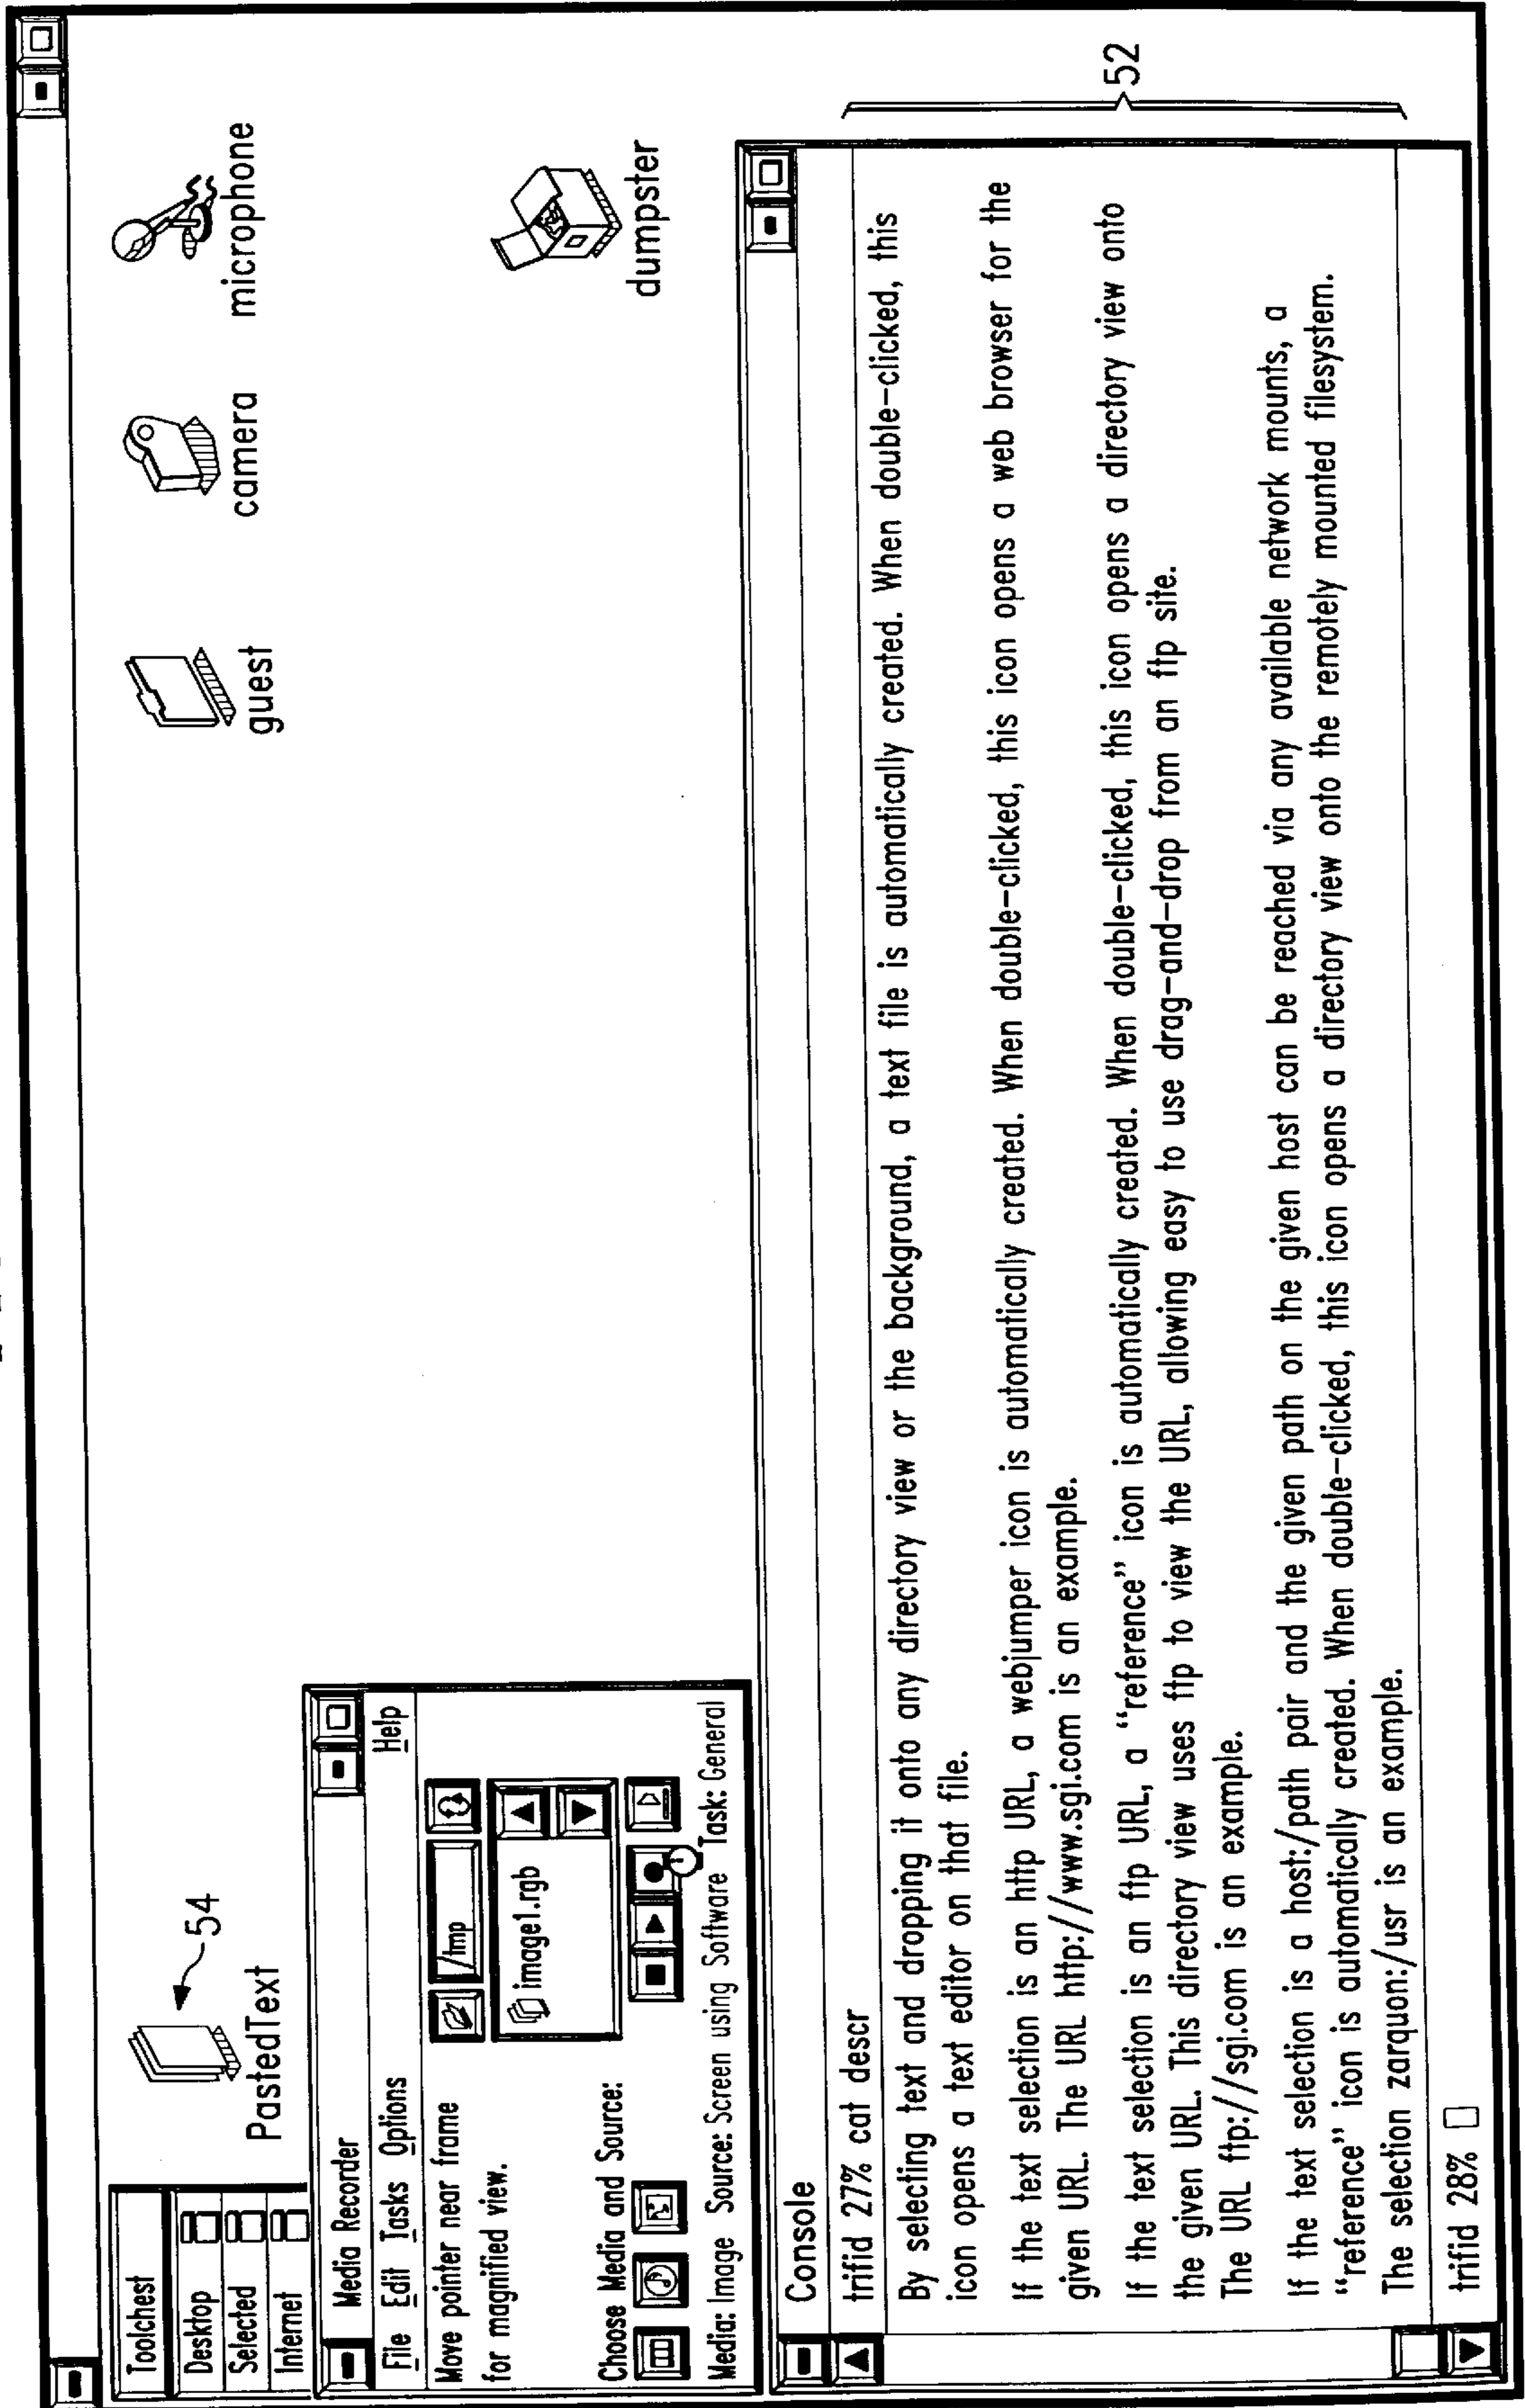 microphone
camera
guest
54
PastedText
dumpster
Toolchest
Desktop
Selected
Internet
Media Recorder
File Edit Tasks Options Help
Move pointer near frame
for magnified view.
/tmp
image1.rgb
Choose Media and Source:
Media: Image Source: Screen using Software Task: General
Console
trifid 27% cat descr
By selecting text and dropping it onto any directory view or the background, a text file is automatically created. When double-clicked, this
icon opens a text editor on that file.
If the text selection is an http URL, a webjumper icon is automatically created. When double-clicked, this icon opens a web browser for the
given URL. The URL http://www.sgi.com is an example.
If the text selection is an ftp URL, a “reference” icon is automatically created. When double-clicked, this icon opens a directory view onto
the given URL. This directory view uses ftp to view the URL, allowing easy to use drag-and-drop from an ftp site.
The URL ftp://sgi.com is an example.
If the text selection is a host:/path pair and the given path on the given host can be reached via any available network mounts, a
“reference” icon is automatically created. When double-clicked, this icon opens a directory view onto the remotely mounted filesystem.
The selection zarquon:/usr is an example.
trifid 28%
52